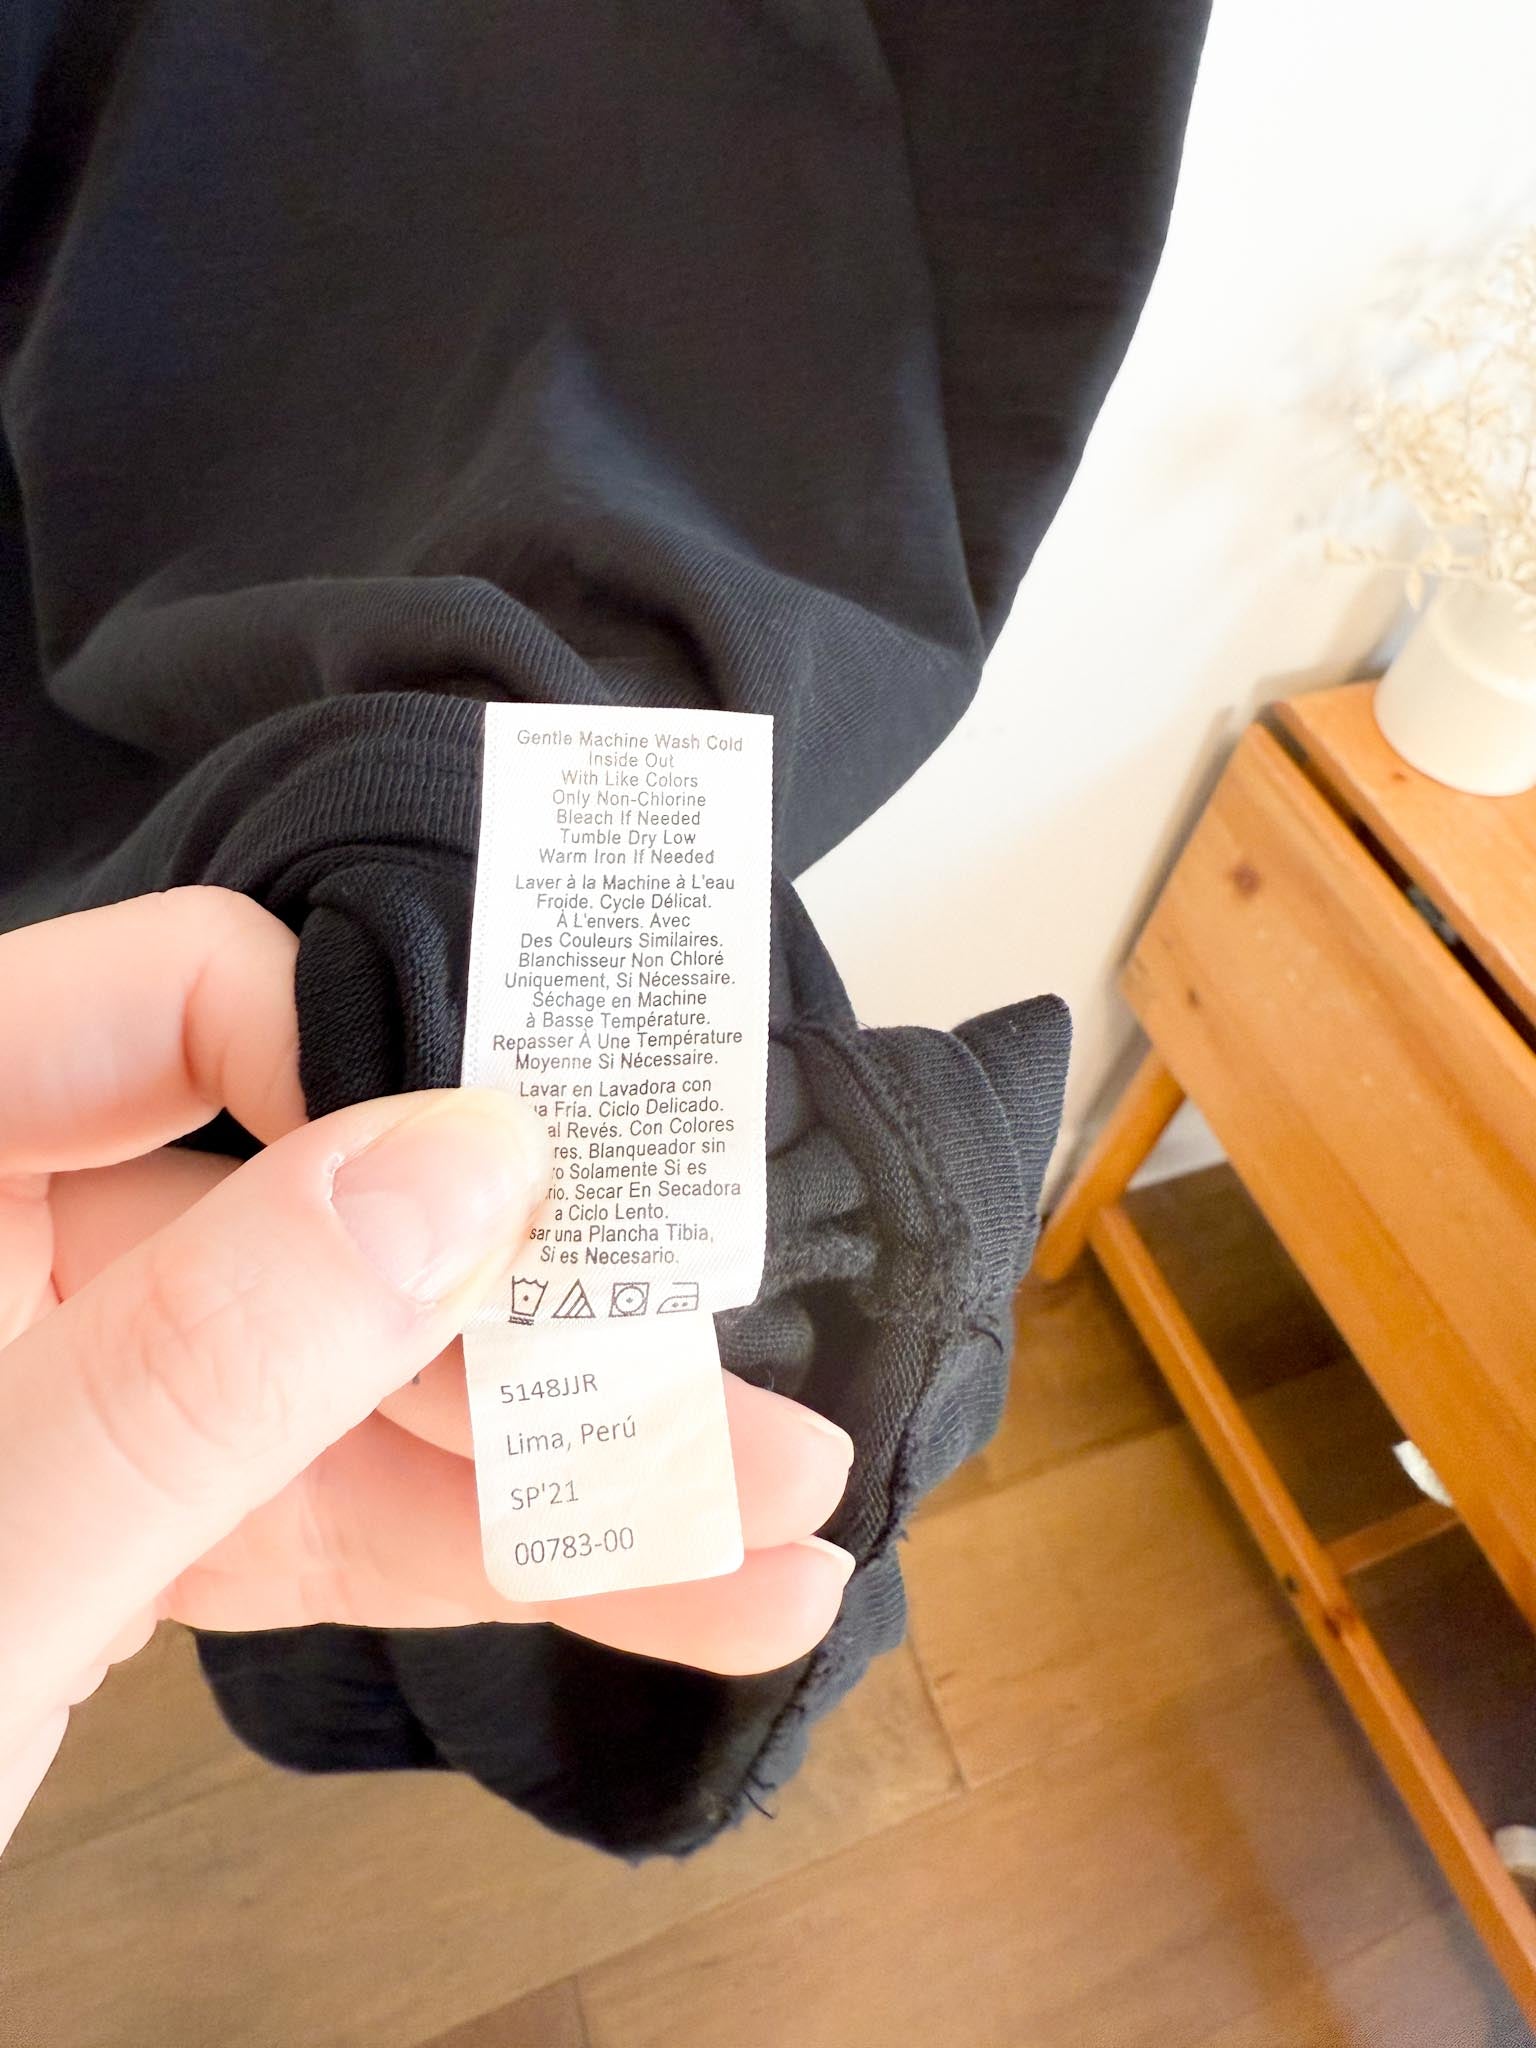 Gentle Machine Wash Cold
Inside Out
With Like Colors
Only Non-Chlorine
Bleach If Needed
Tumble Dry Low
Warm Iron If Needed
Laver à la Machine à L'eau
Froide. Cycle Délicat.
À L'envers. Avec
Des Couleurs Similaires.
Blanchisseur Non Chloré
Uniquement, Si Nécessaire.
Séchage en Machine
à Basse Température.
Repasser À Une Température
Moyenne Si Nécessaire.
Lavar en Lavadora con
Fría. Ciclo Delicado.
al Revés. Con Colores
Blanqueador sin
Solamente Si es
Secar En Secadora
a Ciclo Lento.
una Plancha Tibia,
Si es Necesario.
5148JJR
Lima, Perú
SP'21
00783-00